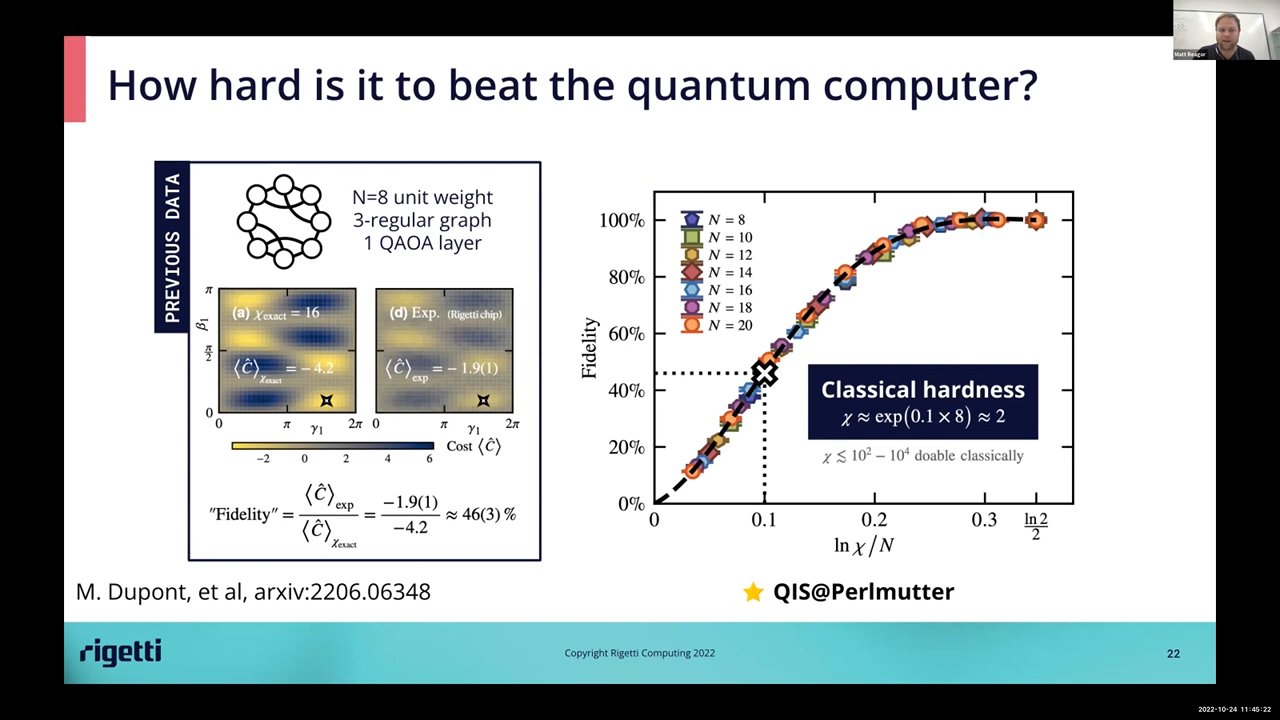 How hard is it to beat the quantum computer?
Matt Reagor
PREVIOUS DATA
N=8 unit weight
3-regular graph
1 QAOA layer
(a) χexact = 16
⟨Ĉ⟩χexact = −4.2
(d) Exp. (Rigetti chip)
⟨Ĉ⟩exp = −1.9(1)
β1
π
π/2
0
0 π γ1 2π
0 π γ1 2π
−2 0 2 4 6 Cost ⟨Ĉ⟩
"Fidelity" = ⟨Ĉ⟩exp / ⟨Ĉ⟩χexact = −1.9(1) / −4.2 ≈ 46(3) %
Fidelity
100%
80%
60%
40%
20%
0%
N = 8
N = 10
N = 12
N = 14
N = 16
N = 18
N = 20
Classical hardness
χ ≈ exp(0.1 × 8) ≈ 2
χ ≲ 10² − 10⁴ doable classically
0 0.1 0.2 0.3 ln 2/2
ln χ/N
M. Dupont, et al, arxiv:2206.06348
QIS@Perlmutter
rigetti
Copyright Rigetti Computing 2022
22
2022-10-24 11:45:22